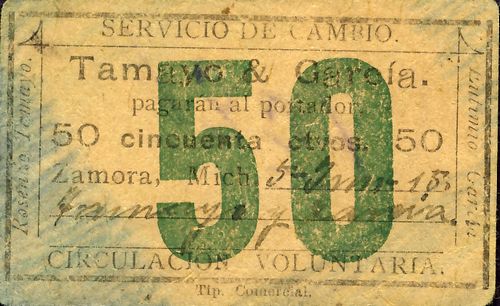 SERVICIO DE CAMBIO.
Tamayo & García.
pagarán al portador
50 cincuenta ctvos. 50
Zamora, Mich.
CIRCULACION VOLUNTARIA.
Tip. Comercial.
Rosendo Tamayo.
Antonio García
50